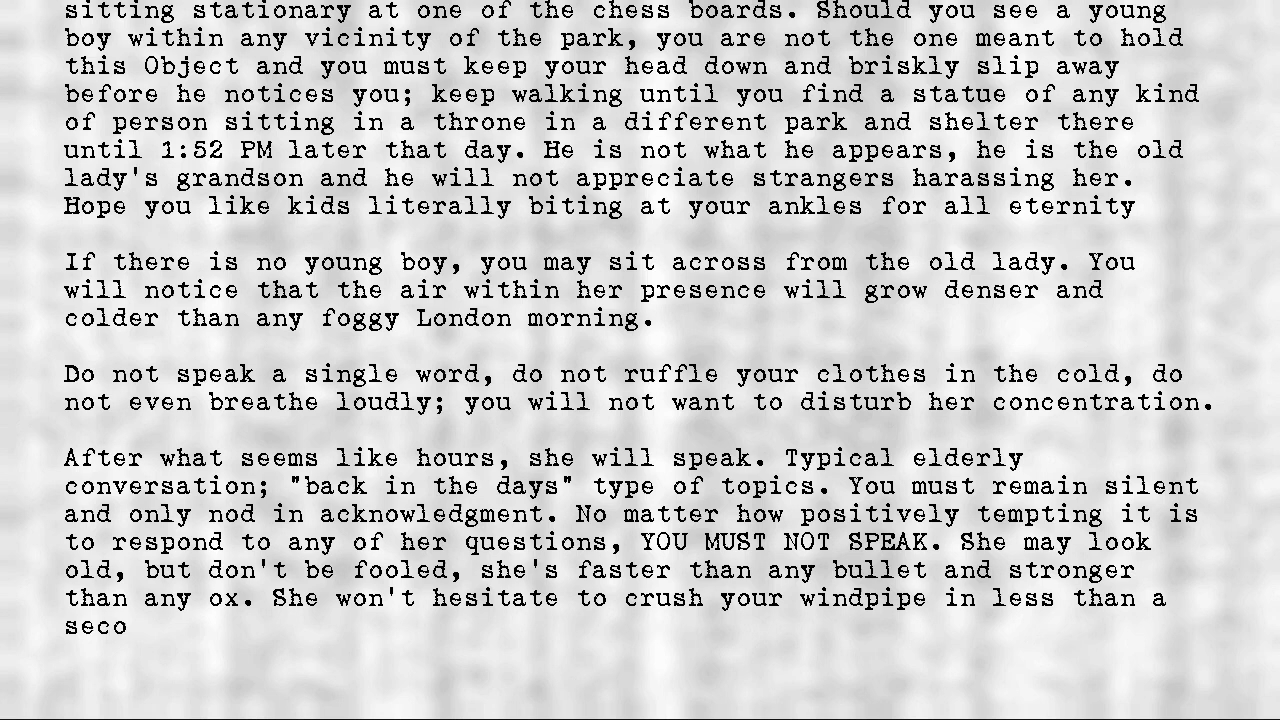 sitting stationary at one of the chess boards. Should you see a young
boy within any vicinity of the park, you are not the one meant to hold
this Object and you must keep your head down and briskly slip away
before he notices you; keep walking until you find a statue of any kind
of person sitting in a throne in a different park and shelter there
until 1:52 PM later that day. He is not what he appears, he is the old
lady's grandson and he will not appreciate strangers harassing her.
Hope you like kids literally biting at your ankles for all eternity
If there is no young boy, you may sit across from the old lady. You
will notice that the air within her presence will grow denser and
colder than any foggy London morning.
Do not speak a single word, do not ruffle your clothes in the cold, do
not even breathe loudly; you will not want to disturb her concentration.
After what seems like hours, she will speak. Typical elderly
conversation; "back in the days" type of topics. You must remain silent
and only nod in acknowledgment. No matter how positively tempting it is
to respond to any of her questions, YOU MUST NOT SPEAK. She may look
old, but don't be fooled, she's faster than any bullet and stronger
than any ox. She won't hesitate to crush your windpipe in less than a
seco